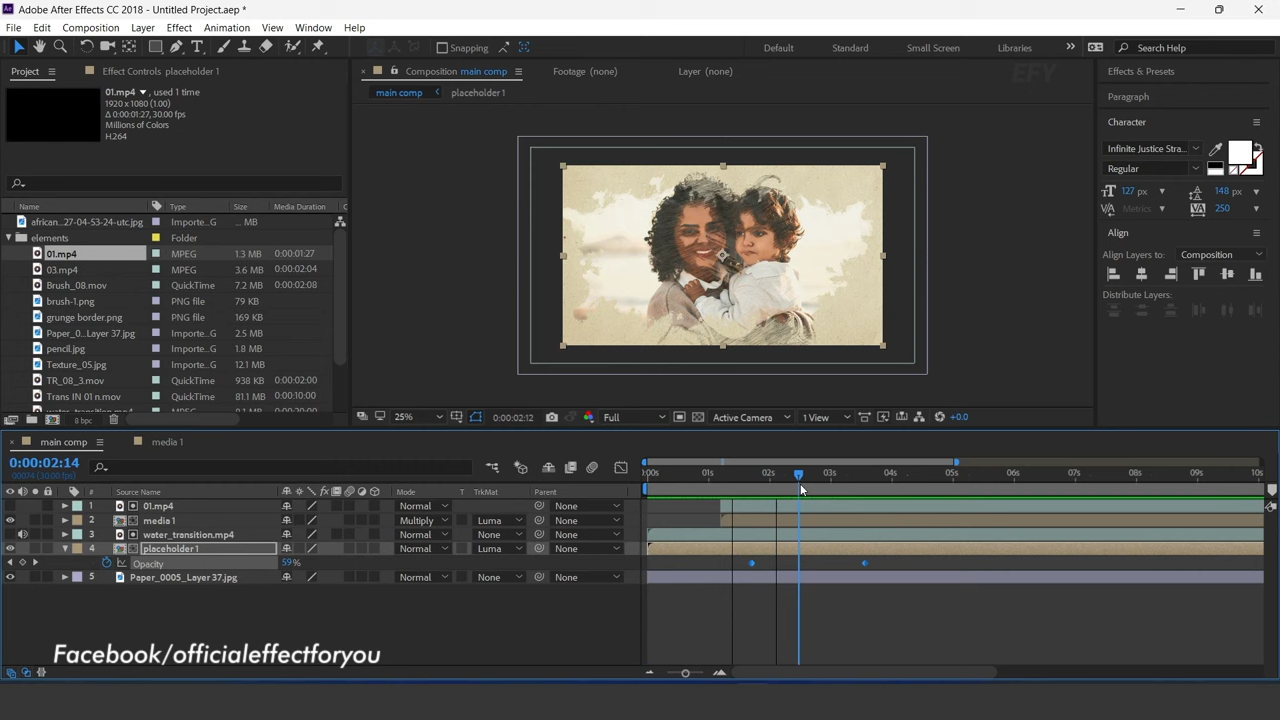 Adobe After Effects CC 2018 - Untitled Project.aep *
File Edit Composition Layer Effect Animation View Window Help
Snapping Default Standard Small Screen Libraries Search Help
Project Effect Controls placeholder 1 Composition main comp Footage (none) Layer (none) EFY Effects & Presets
01.mp4 , used 1 time
1920 x 1080 (1.00)
Δ 0:00:01:27, 30.00 fps
Millions of Colors
H.264
main comp placeholder1
Paragraph
Character
Infinite Justice Stra...
Regular
127 px 148 px
Metrics 250
Align
Align Layers to: Composition
Distribute Layers:
Name Type Size Media Duration
african...27-04-53-24-utc.jpg Importe...G ... MB
elements Folder
01.mp4 MPEG 1.3 MB 0:00:01:27
03.mp4 MPEG 3.6 MB 0:00:02:04
Brush_08.mov QuickTime 7.2 MB 0:00:02:08
brush-1.png PNG file 79 KB
grunge border.png PNG file 169 KB
Paper_0...Layer 37.jpg Importe...G 2.5 MB
pencil.jpg Importe...G 1.8 MB
Texture_05.jpg Importe...G 12.1 MB
TR_08_3.mov QuickTime 938 KB 0:00:02:00
Trans IN 01 n.mov QuickTime 81.1 MB 0:00:10:00
8 bpc
25% 0:00:02:12 Full Active Camera 1 View +0.0
main comp media 1
0:00:02:14
00074 (30.00 fps)
0:00s 01s 02s 03s 04s 05s 06s 07s 08s 09s 10s
# Source Name Mode T TrkMat Parent
1 01.mp4 Normal None
2 media 1 Multiply Luma None
3 water_transition.mp4 Normal None None
4 placeholder1 Normal Luma None
Opacity 59%
5 Paper_0005_Layer 37.jpg Normal None None
Facebook/officialeffectforyou